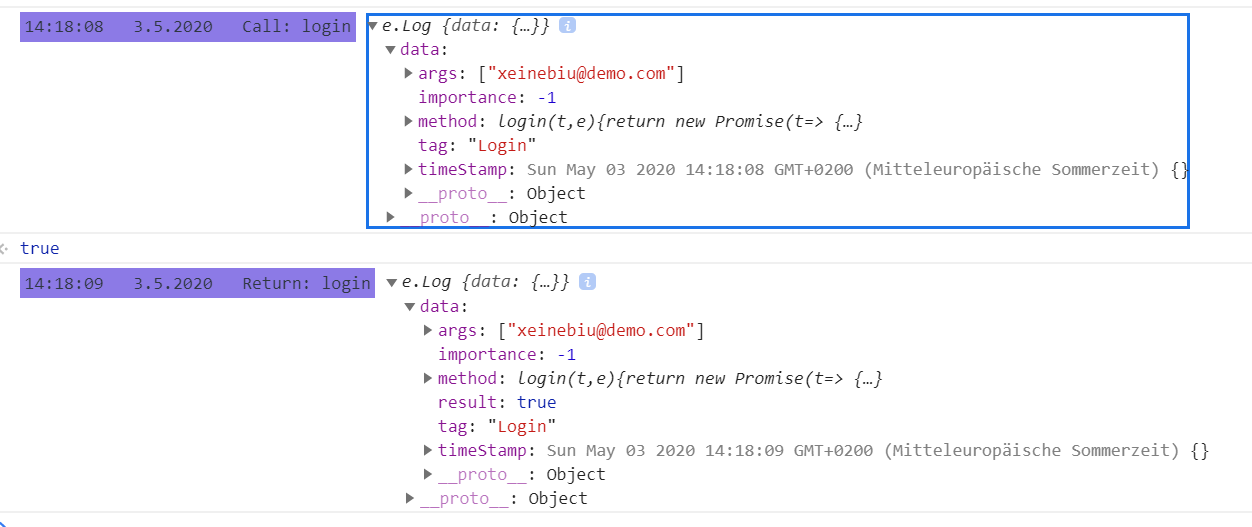 14:18:08 3.5.2020 Call: login e.Log {data: {…}} i
data:
args: ["xeinebiu@demo.com"]
importance: -1
method: login(t,e){return new Promise(t=> {…}
tag: "Login"
timeStamp: Sun May 03 2020 14:18:08 GMT+0200 (Mitteleuropäische Sommerzeit) {}
__proto__: Object
__proto__: Object
true
14:18:09 3.5.2020 Return: login e.Log {data: {…}} i
data:
args: ["xeinebiu@demo.com"]
importance: -1
method: login(t,e){return new Promise(t=> {…}
result: true
tag: "Login"
timeStamp: Sun May 03 2020 14:18:09 GMT+0200 (Mitteleuropäische Sommerzeit) {}
__proto__: Object
__proto__: Object